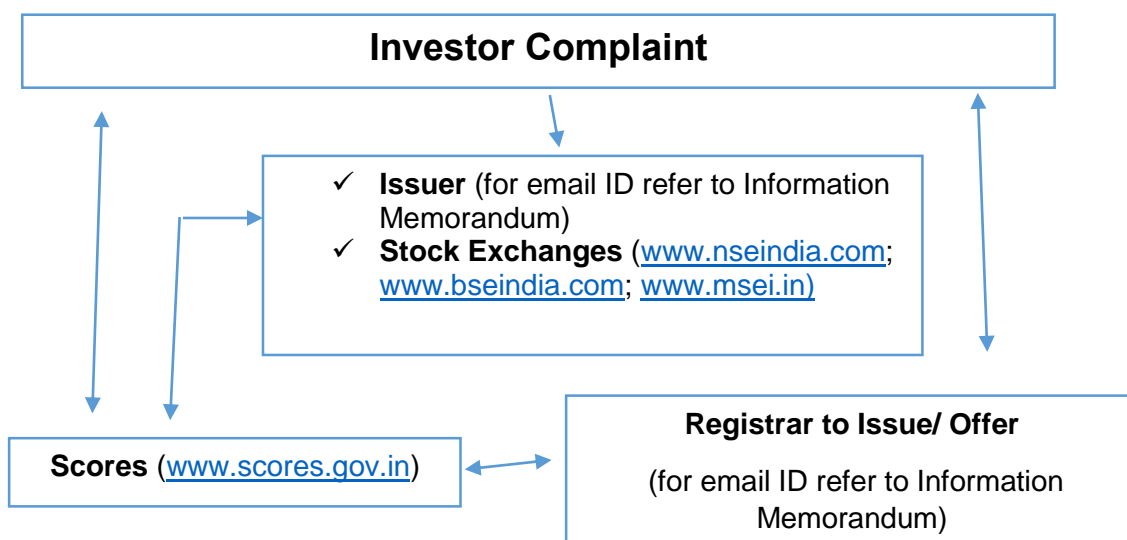 Investor Complaint
✓ Issuer (for email ID refer to Information
Memorandum)
✓ Stock Exchanges (www.nseindia.com;
www.bseindia.com; www.msei.in)
Registrar to Issue/ Offer
Scores (www.scores.gov.in)
(for email ID refer to Information
Memorandum)